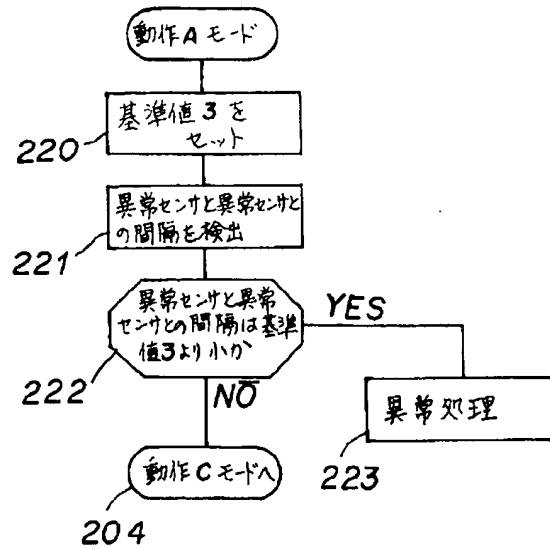 動作Aモード
基準値3を
セット
220
異常センサと異常センサと
の間隔を検出
221
異常センサと異常
センサとの間隔は基準
値3より小か
YES
222
NO
異常処理
223
動作Cモードへ
204